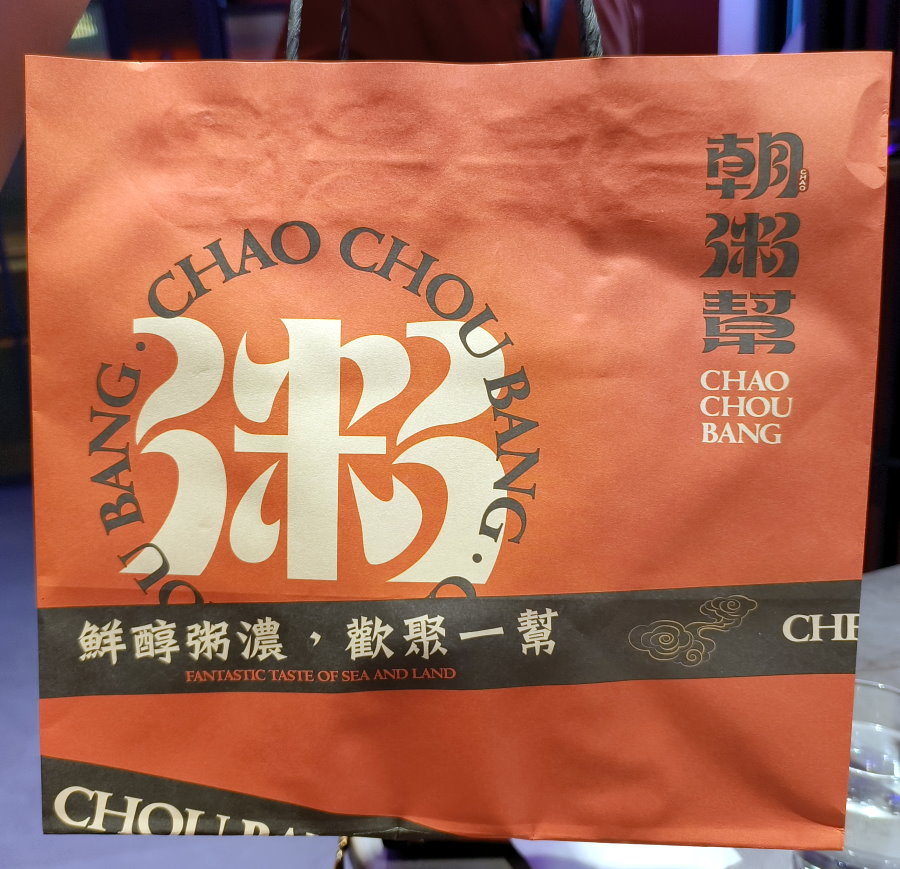 CHAO CHOU BANG · CHAO CHOU BANG ·
粥
朝粥幫
CHAO
CHAO
CHOU
BANG
鮮醇粥濃，歡聚一幫
FANTASTIC TASTE OF SEA AND LAND
CHOU